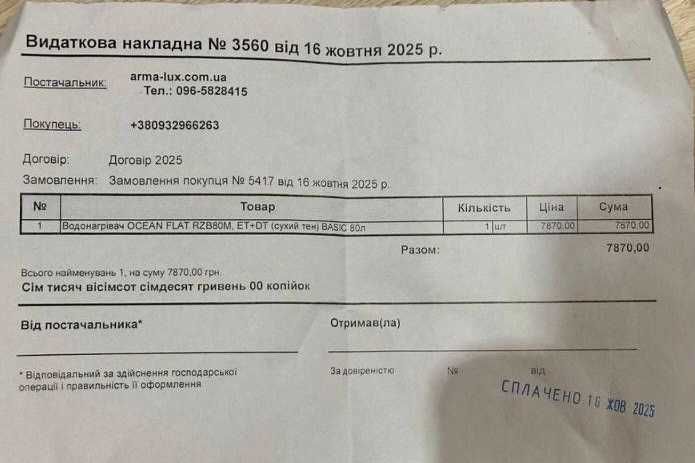 Видаткова накладна № 3560 від 16 жовтня 2025 р.
Постачальник: arma-lux.com.ua
Тел.: 096-5828415
Покупець: +380932966263
Договір: Договір 2025
Замовлення: Замовлення покупця № 5417 від 16 жовтня 2025 р.
№ Товар Кількість Ціна Сума
1 Водонагрівач OCEAN FLAT RZB80M, ET+DT (сухий тен) BASIC 80л 1 шт 7870,00 7870,00
Разом: 7870,00
Всього найменувань 1, на суму 7870,00 грн.
Сім тисяч вісімсот сімдесят гривень 00 копійок
Від постачальника* Отримав(ла)
* Відповідальний за здійснення господарської
операції і правильність її оформлення
За довіреністю № від
СПЛАЧЕНО 16 ЖОВ 2025